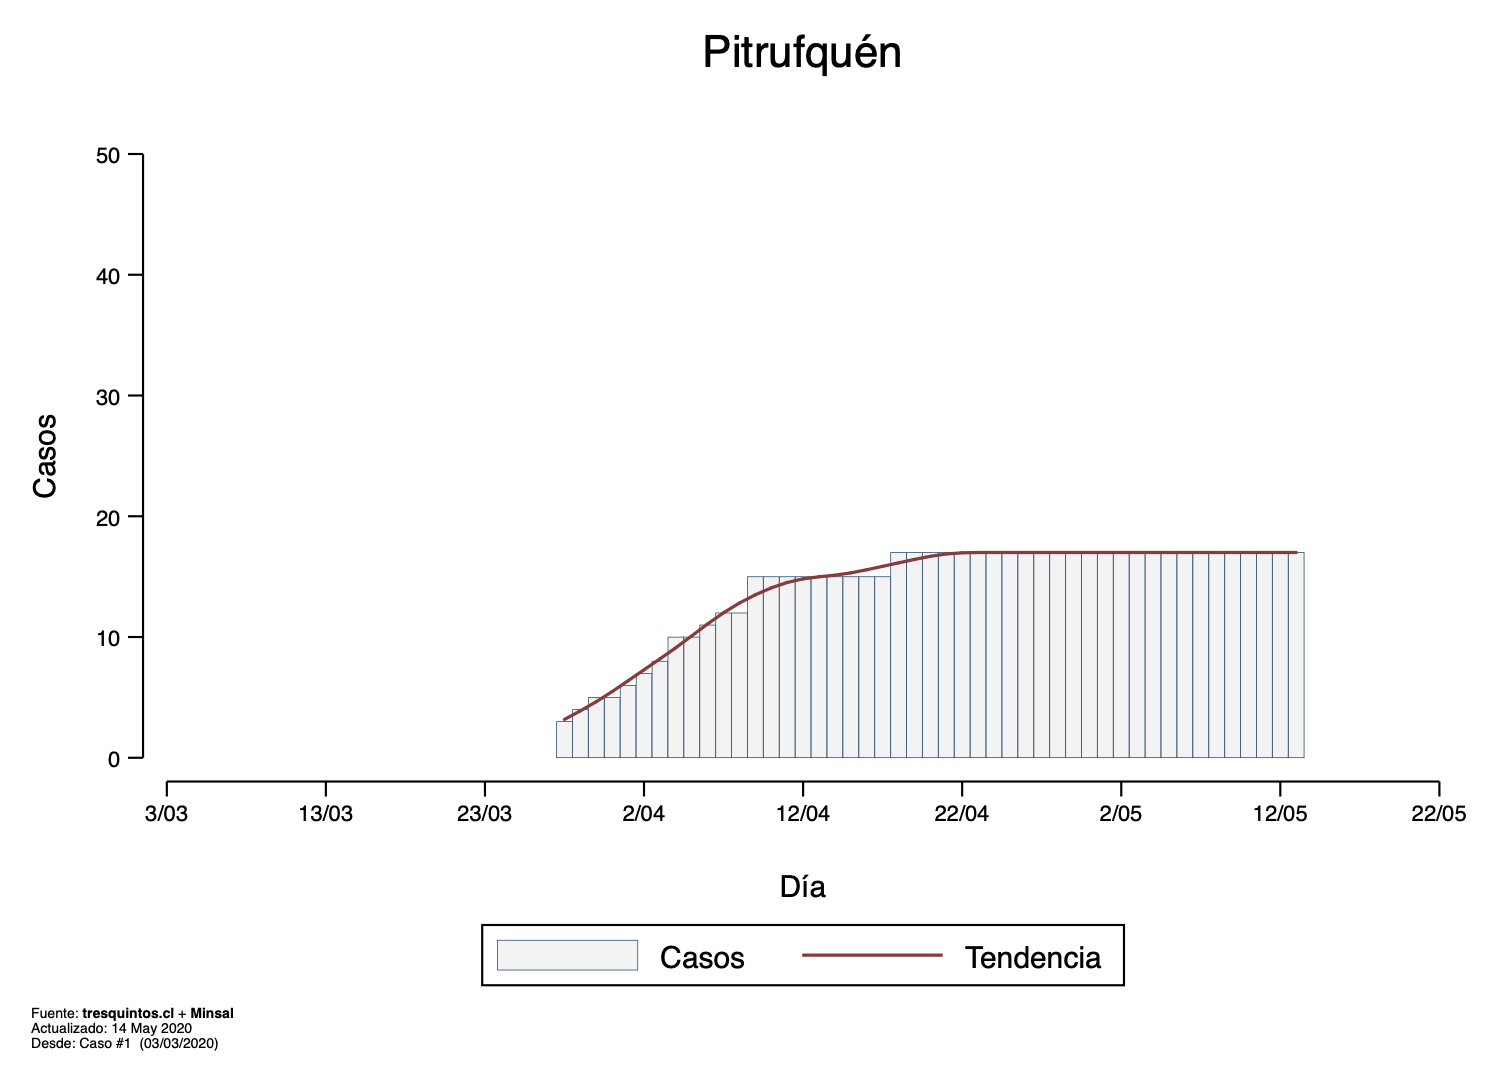 Pitrufquén
50
40
30
20
10
0
Casos
3/03 13/03 23/03 2/04 12/04 22/04 2/05 12/05 22/05
Día
Casos Tendencia
Fuente: tresquintos.cl + Minsal
Actualizado: 14 May 2020
Desde: Caso #1 (03/03/2020)